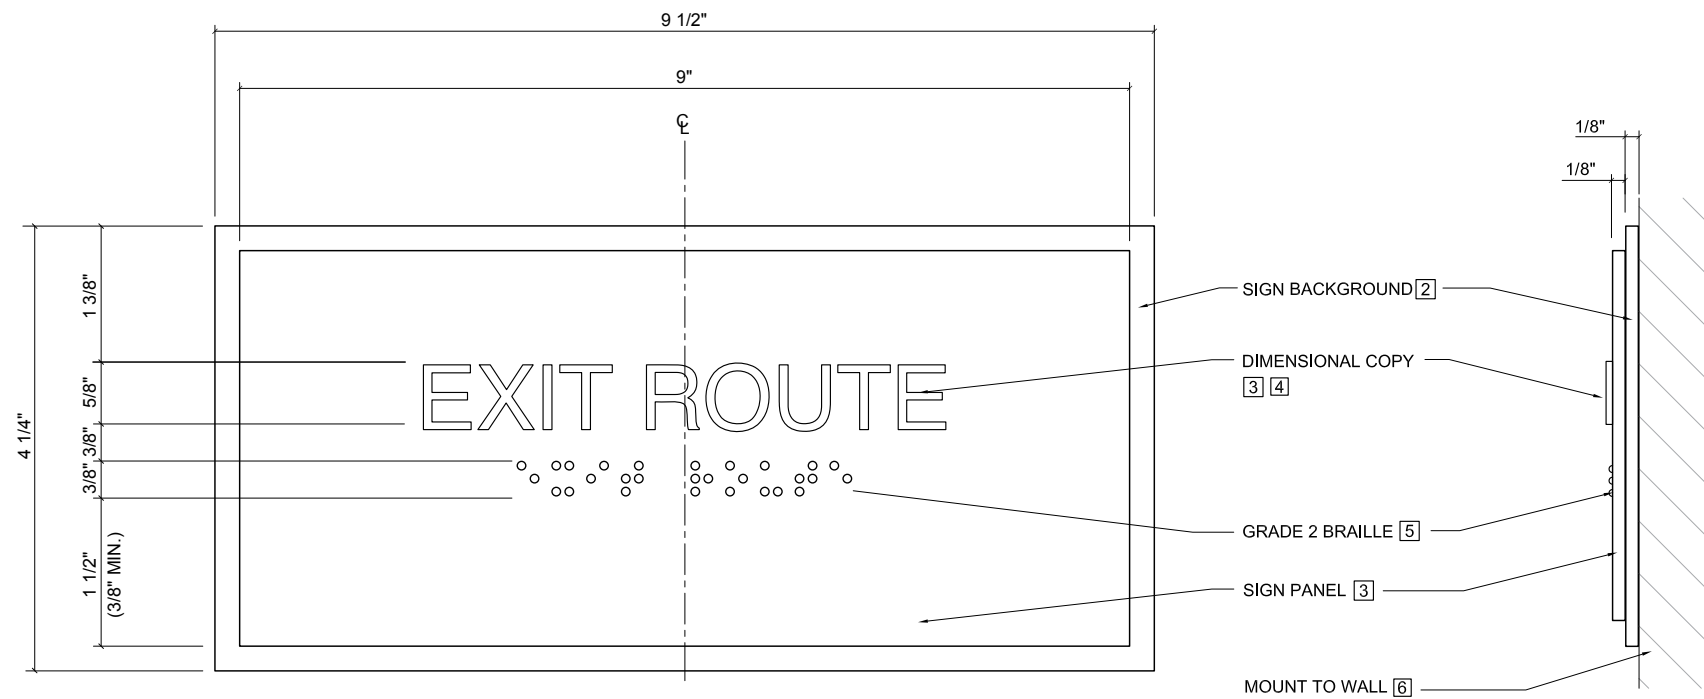 9 1/2"
9"
℄
1/8"
1/8"
1 3/8"
5/8"
3/8"
3/8"
1 1/2"
(3/8" MIN.)
4 1/4"
EXIT ROUTE
⠑⠭⠊⠞ ⠗⠕⠥⠞⠑
SIGN BACKGROUND 2
DIMENSIONAL COPY
3 4
GRADE 2 BRAILLE 5
SIGN PANEL 3
MOUNT TO WALL 6